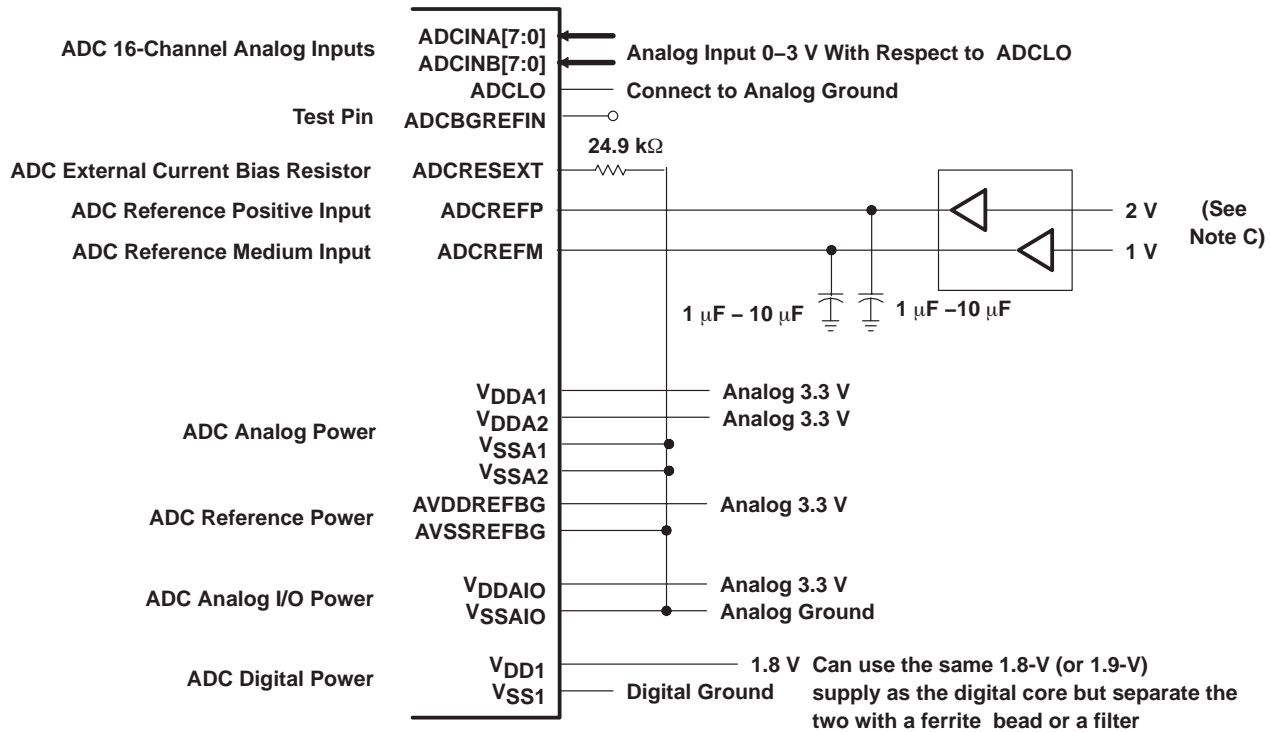 ADC 16-Channel Analog Inputs
ADCINA[7:0]
ADCINB[7:0]
Analog Input 0–3 V With Respect to ADCLO
ADCLO
Connect to Analog Ground
Test Pin
ADCBGREFIN
24.9 kΩ
ADC External Current Bias Resistor
ADCRESEXT
ADC Reference Positive Input
ADCREFP
2 V
(See
Note C)
ADC Reference Medium Input
ADCREFM
1 V
1 μF – 10 μF
1 μF –10 μF
ADC Analog Power
VDDA1
Analog 3.3 V
VDDA2
Analog 3.3 V
VSSA1
VSSA2
ADC Reference Power
AVDDREFBG
Analog 3.3 V
AVSSREFBG
ADC Analog I/O Power
VDDAIO
Analog 3.3 V
VSSAIO
Analog Ground
ADC Digital Power
VDD1
1.8 V
Can use the same 1.8-V (or 1.9-V)
supply as the digital core but separate the
two with a ferrite bead or a filter
VSS1
Digital Ground